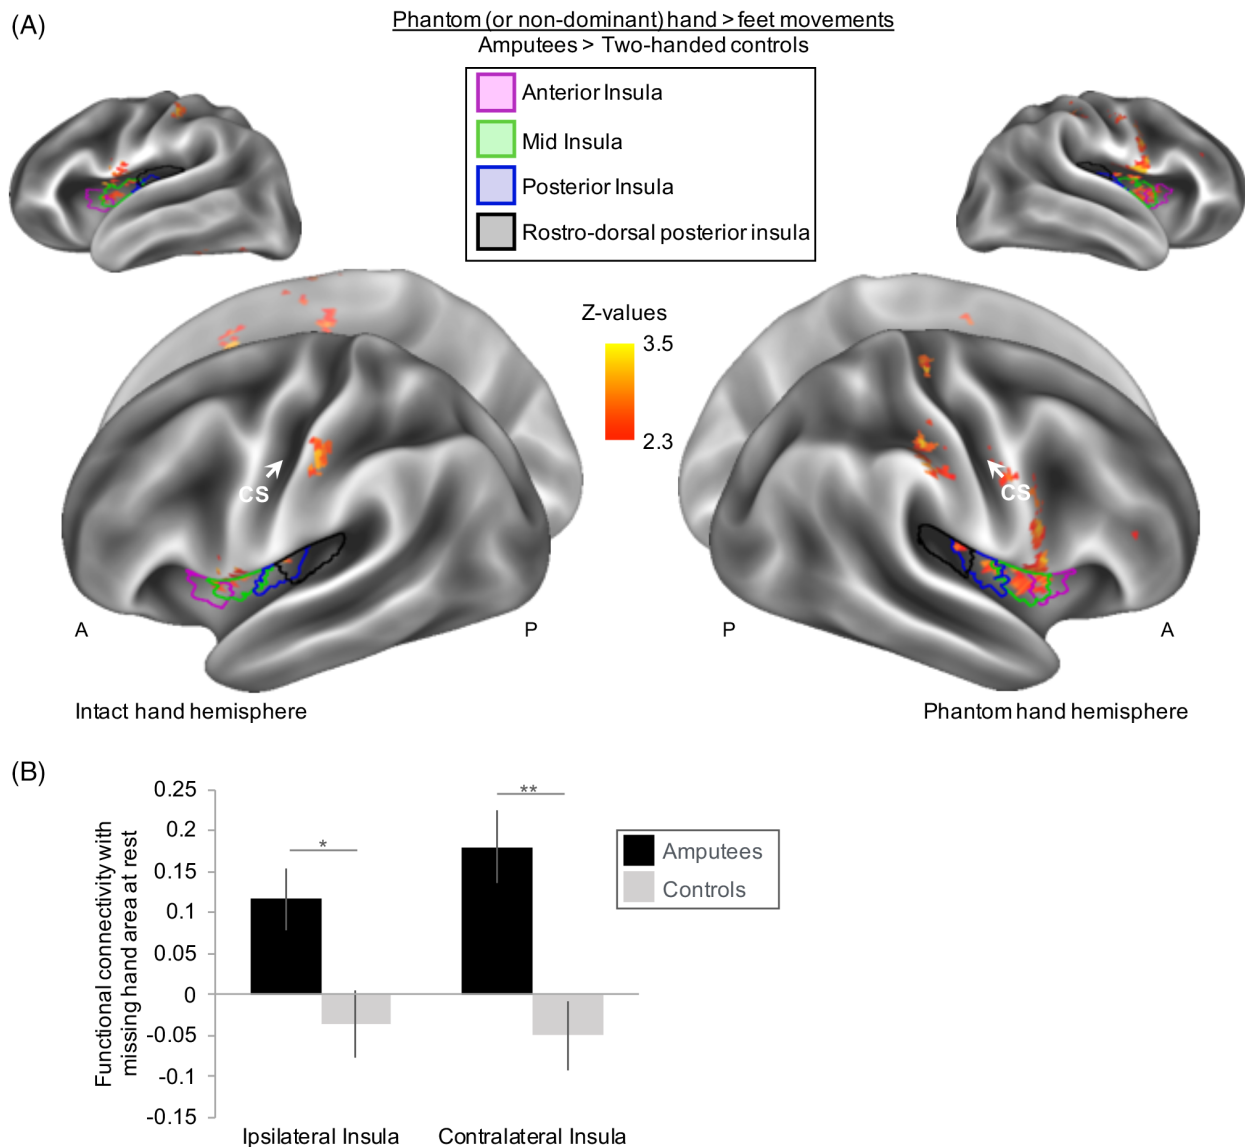 (A)
Phantom (or non-dominant) hand > feet movements
Amputees > Two-handed controls
Anterior Insula
Mid Insula
Posterior Insula
Rostro-dorsal posterior insula
Z-values
3.5
2.3
CS
CS
A
P
P
A
Intact hand hemisphere
Phantom hand hemisphere
(B)
Functional connectivity with
missing hand area at rest
0.25
0.2
0.15
0.1
0.05
0
-0.05
-0.1
-0.15
*
**
Amputees
Controls
Ipsilateral Insula
Contralateral Insula